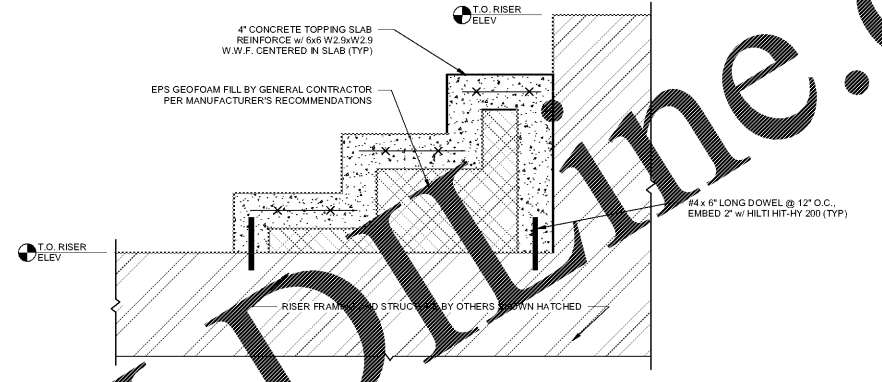 T.O. RISER
ELEV
4" CONCRETE TOPPING SLAB
REINFORCE w/ 6x6 W2.9xW2.9
W.W.F. CENTERED IN SLAB (TYP)
EPS GEOFOAM FILL BY GENERAL CONTRACTOR
PER MANUFACTURER'S RECOMMENDATIONS
#4 x 6" LONG DOWEL @ 12" O.C.,
EMBED 2" w/ HILTI HIT-HY 200 (TYP)
T.O. RISER
ELEV
RISER FRAMING AND STRUCTURE BY OTHERS SHOWN HATCHED
DILine.